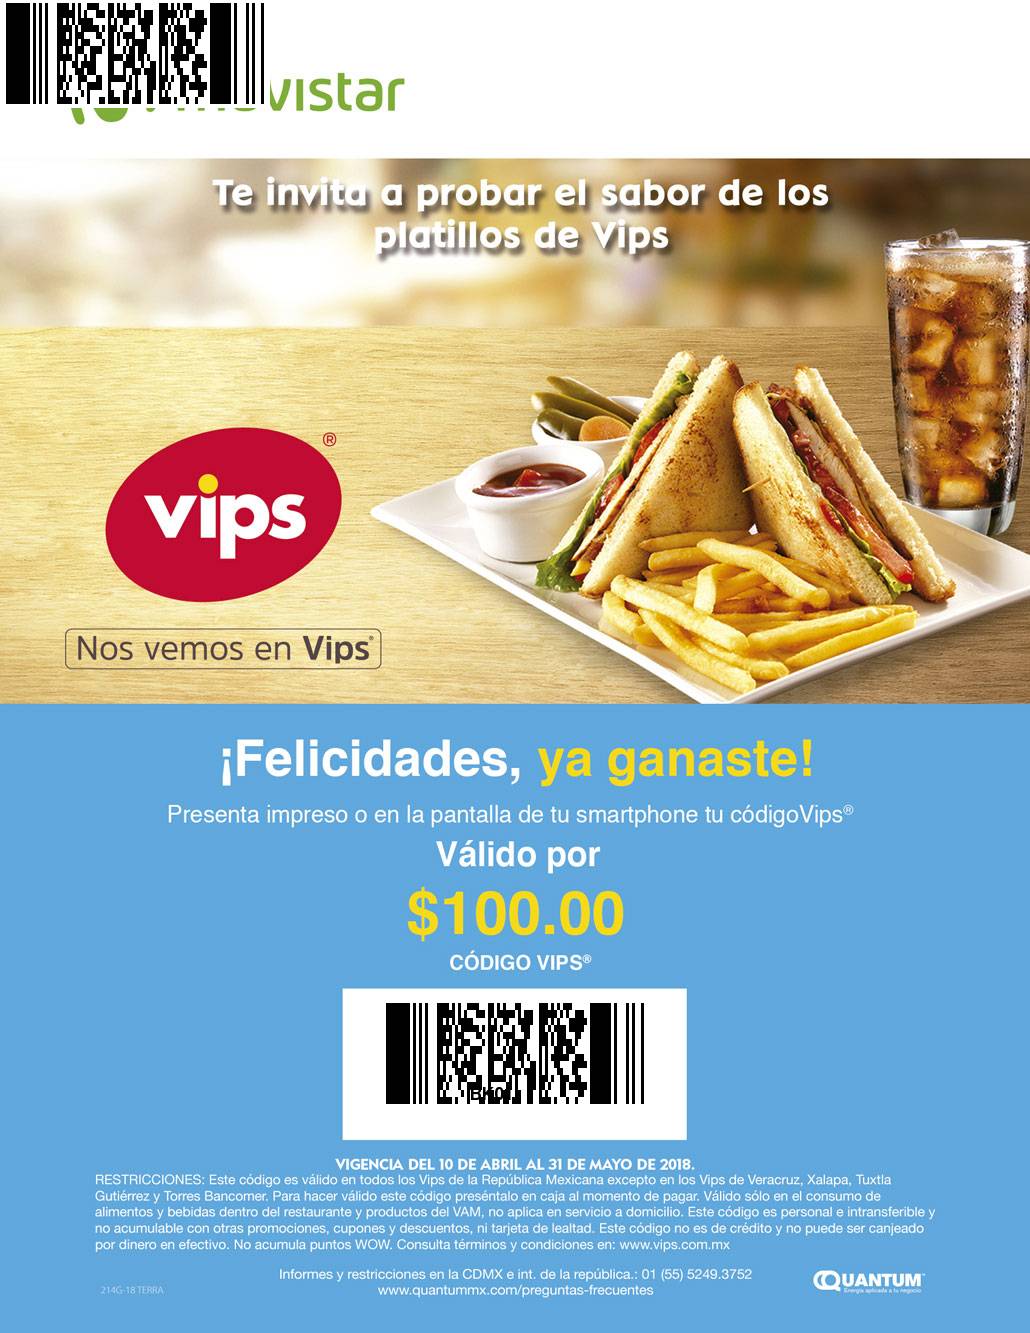 movistar
Te invita a probar el sabor de los
platillos de Vips
vips®
Nos vemos en Vips®
¡Felicidades, ya ganaste!
Presenta impreso o en la pantalla de tu smartphone tu códigoVips®
Válido por
$100.00
CÓDIGO VIPS®
VIGENCIA DEL 10 DE ABRIL AL 31 DE MAYO DE 2018.
RESTRICCIONES: Este código es válido en todos los Vips de la República Mexicana excepto en los Vips de Veracruz, Xalapa, Tuxtla
Gutiérrez y Torres Bancomer. Para hacer válido este código preséntalo en caja al momento de pagar. Válido sólo en el consumo de
alimentos y bebidas dentro del restaurante y productos del VAM, no aplica en servicio a domicilio. Este código es personal e intransferible y
no acumulable con otras promociones, cupones y descuentos, ni tarjeta de lealtad. Este código no es de crédito y no puede ser canjeado
por dinero en efectivo. No acumula puntos WOW. Consulta términos y condiciones en: www.vips.com.mx
Informes y restricciones en la CDMX e int. de la república.: 01 (55) 5249.3752
www.quantummx.com/preguntas-frecuentes
214G-18 TERRA
QUANTUM
Energía aplicada a tu negocio